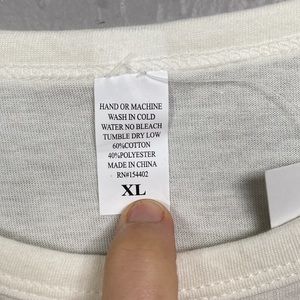 HAND OR MACHINE
WASH IN COLD
WATER NO BLEACH
TUMBLE DRY LOW
60%COTTON
40%POLYESTER
MADE IN CHINA
RN#154402
XL